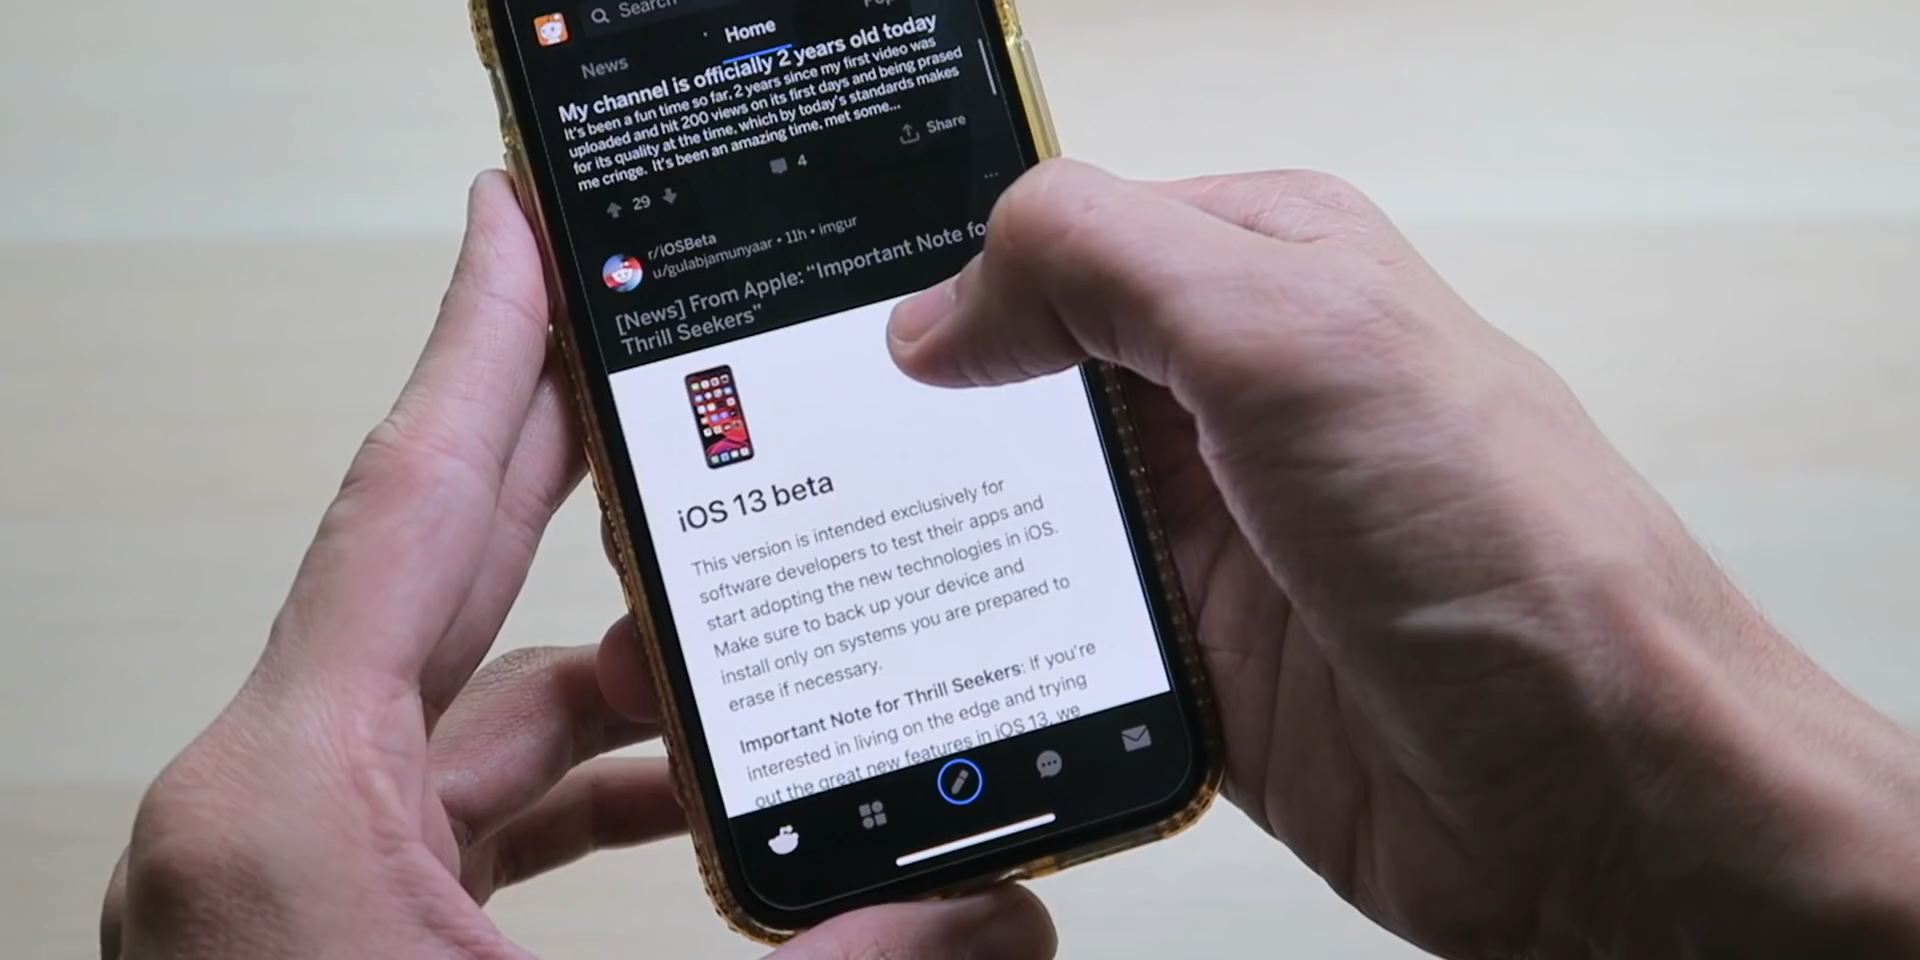 Search
News
Home
My channel is officially 2 years old today
It's been a fun time so far, 2 years since my first video was
uploaded and hit 200 views on its first days and being prased
for its quality at the time, which by today's standards makes
me cringe. It's been an amazing time, met some...
29
4
Share
r/iOSBeta
u/gulabjamunyaar • 11h • imgur
[News] From Apple: “Important Note fo
Thrill Seekers”
iOS 13 beta
This version is intended exclusively for
software developers to test their apps and
start adopting the new technologies in iOS.
Make sure to back up your device and
install only on systems you are prepared to
erase if necessary.
Important Note for Thrill Seekers: If you’re
interested in living on the edge and trying
out the great new features in iOS 13, we